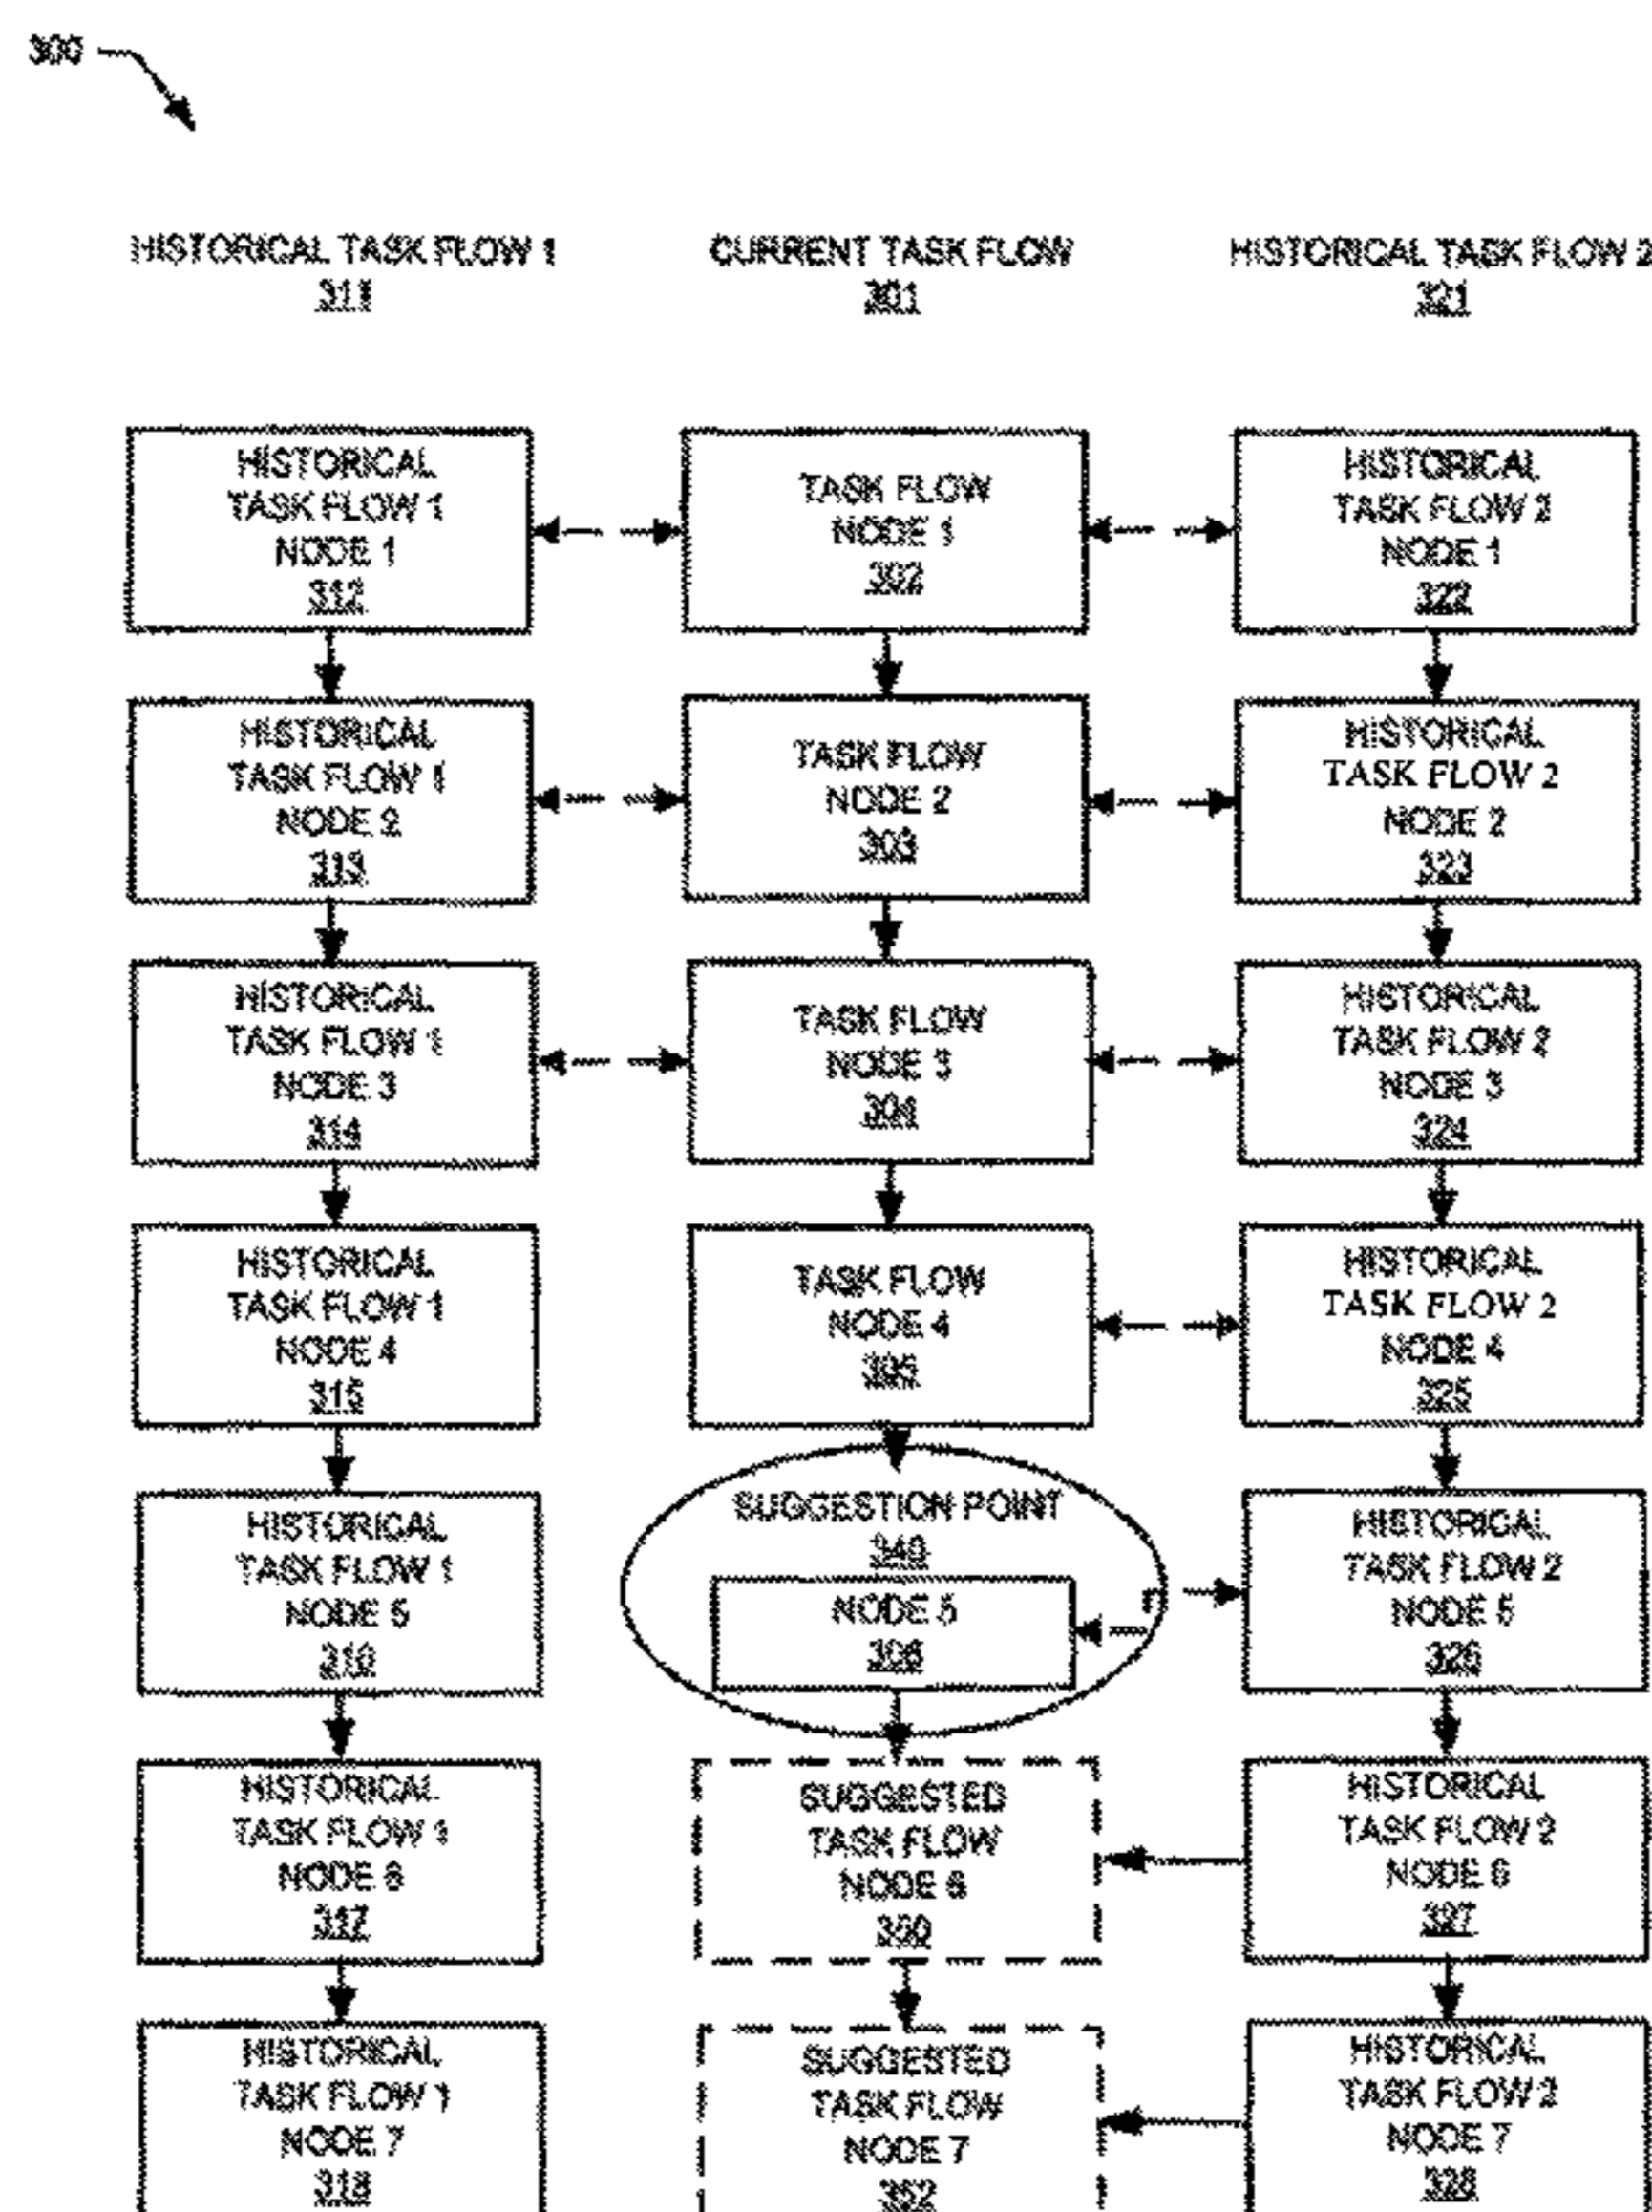 300
HISTORICAL TASK FLOW 1
311
CURRENT TASK FLOW
301
HISTORICAL TASK FLOW 2
321
HISTORICAL
TASK FLOW 1
NODE 1
312
TASK FLOW
NODE 1
302
HISTORICAL
TASK FLOW 2
NODE 1
322
HISTORICAL
TASK FLOW 1
NODE 2
313
TASK FLOW
NODE 2
303
HISTORICAL
TASK FLOW 2
NODE 2
323
HISTORICAL
TASK FLOW 1
NODE 3
314
TASK FLOW
NODE 3
304
HISTORICAL
TASK FLOW 2
NODE 3
324
HISTORICAL
TASK FLOW 1
NODE 4
315
TASK FLOW
NODE 4
305
HISTORICAL
TASK FLOW 2
NODE 4
325
HISTORICAL
TASK FLOW 1
NODE 5
SUGGESTION POINT
340
NODE 5
306
HISTORICAL
TASK FLOW 2
NODE 5
326
HISTORICAL
TASK FLOW 1
NODE 6
317
SUGGESTED
TASK FLOW
NODE 6
HISTORICAL
TASK FLOW 2
NODE 6
327
HISTORICAL
TASK FLOW 1
NODE 7
318
SUGGESTED
TASK FLOW
NODE 7
352
HISTORICAL
TASK FLOW 2
NODE 7
328